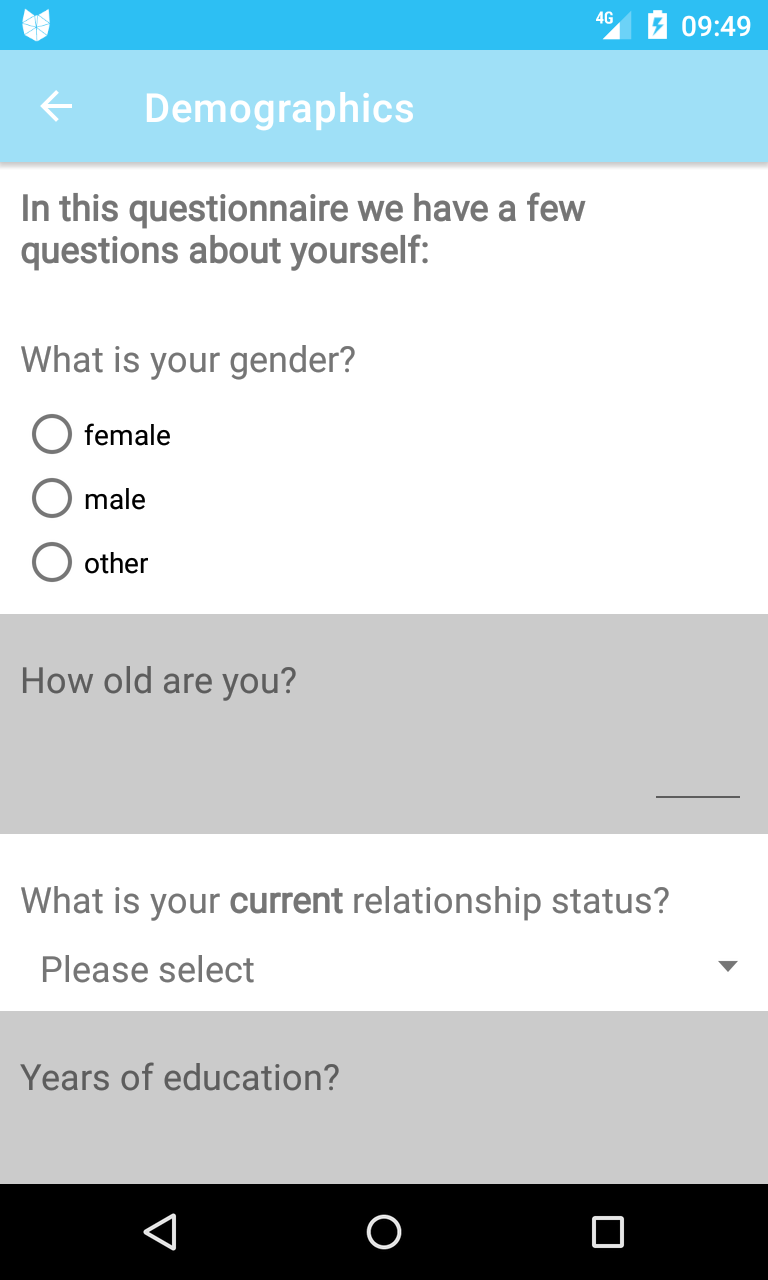 4G 09:49
Demographics
In this questionnaire we have a few
questions about yourself:
What is your gender?
female
male
other
How old are you?
What is your current relationship status?
Please select
Years of education?